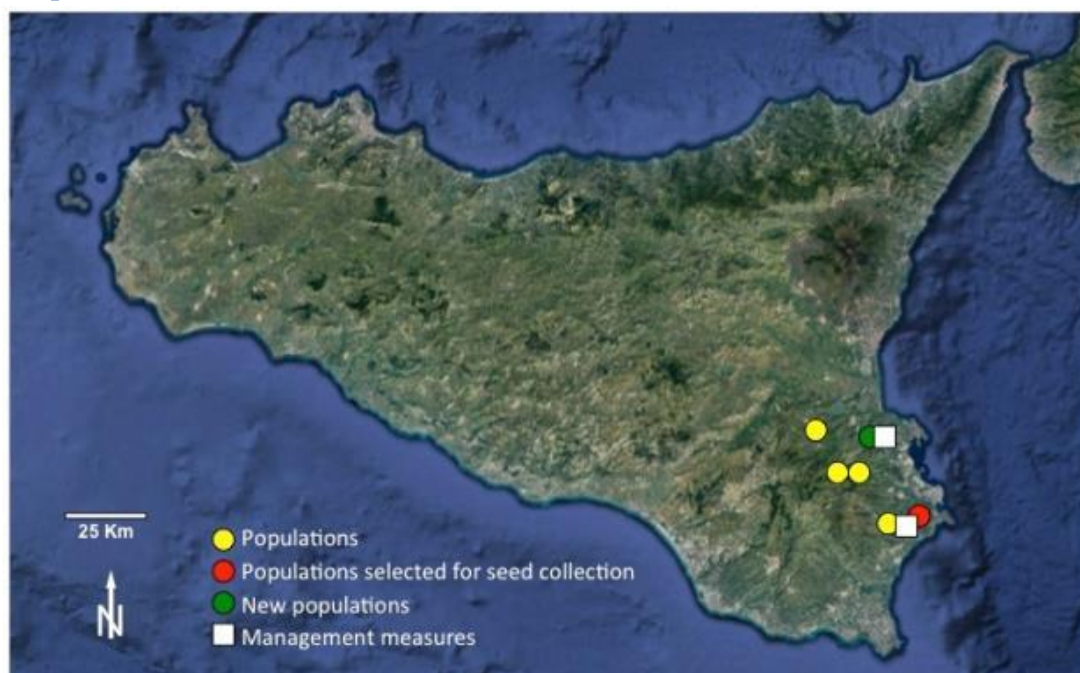 25 Km
N
Populations
Populations selected for seed collection
New populations
Management measures